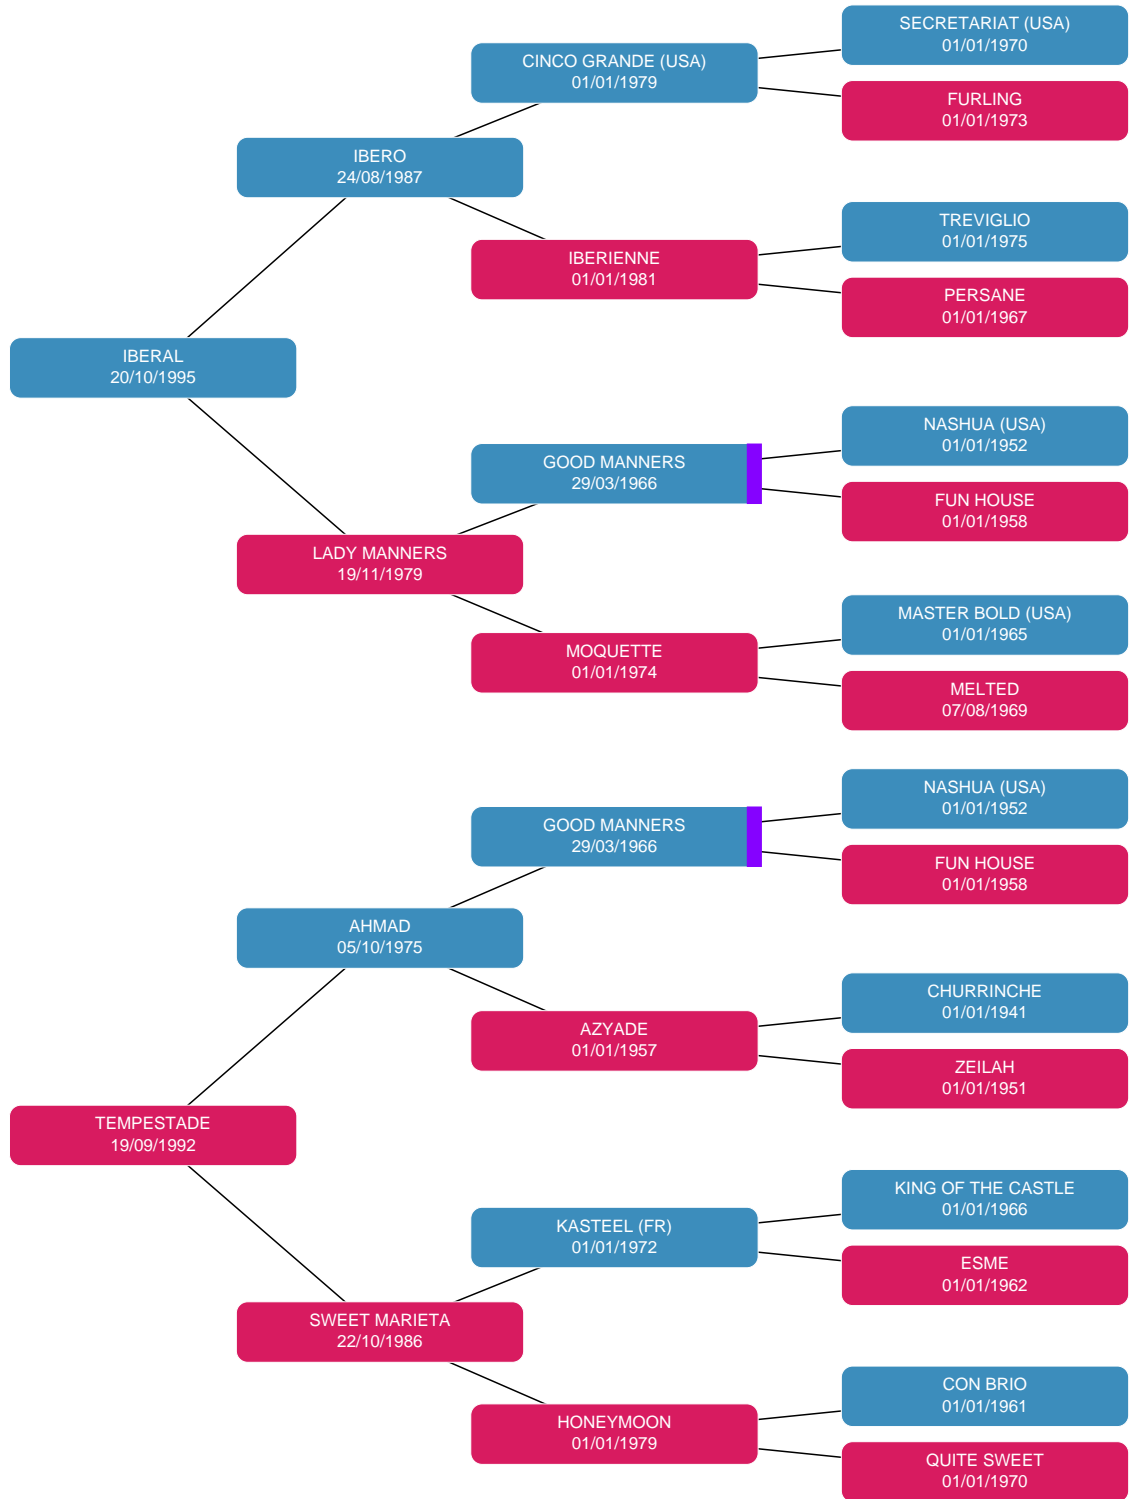 SECRETARIAT (USA)
01/01/1970
CINCO GRANDE (USA)
01/01/1979
FURLING
01/01/1973
IBERO
24/08/1987
TREVIGLIO
01/01/1975
IBERIENNE
01/01/1981
PERSANE
01/01/1967
IBERAL
20/10/1995
NASHUA (USA)
01/01/1952
GOOD MANNERS
29/03/1966
FUN HOUSE
01/01/1958
LADY MANNERS
19/11/1979
MASTER BOLD (USA)
01/01/1965
MOQUETTE
01/01/1974
MELTED
07/08/1969
NASHUA (USA)
01/01/1952
GOOD MANNERS
29/03/1966
FUN HOUSE
01/01/1958
AHMAD
05/10/1975
CHURRINCHE
01/01/1941
AZYADE
01/01/1957
ZEILAH
01/01/1951
TEMPESTADE
19/09/1992
KING OF THE CASTLE
01/01/1966
KASTEEL (FR)
01/01/1972
ESME
01/01/1962
SWEET MARIETA
22/10/1986
CON BRIO
01/01/1961
HONEYMOON
01/01/1979
QUITE SWEET
01/01/1970